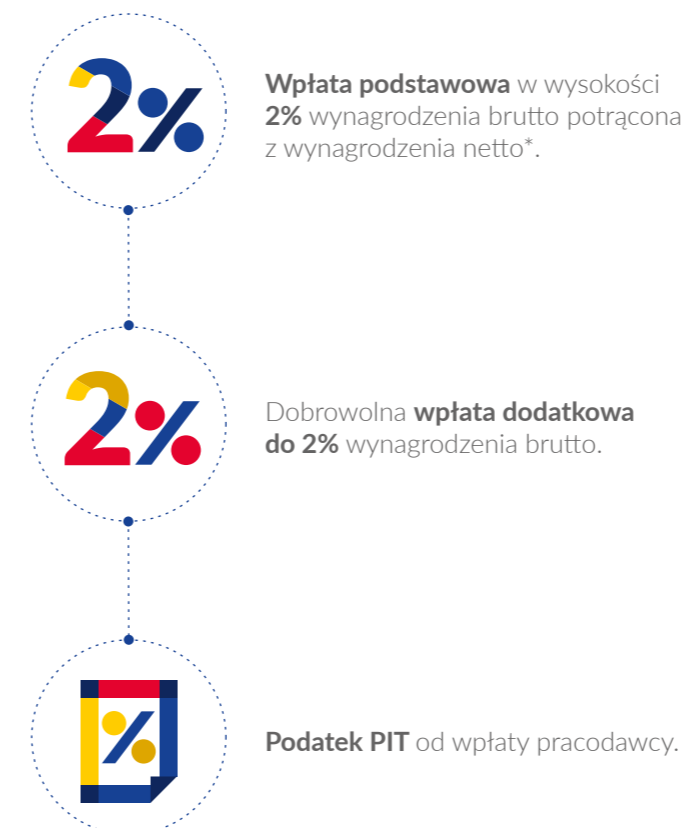 2%
Wpłata podstawowa w wysokości
2% wynagrodzenia brutto potrącona
z wynagrodzenia netto*.
2%
Dobrowolna wpłata dodatkowa
do 2% wynagrodzenia brutto.
%
Podatek PIT od wpłaty pracodawcy.